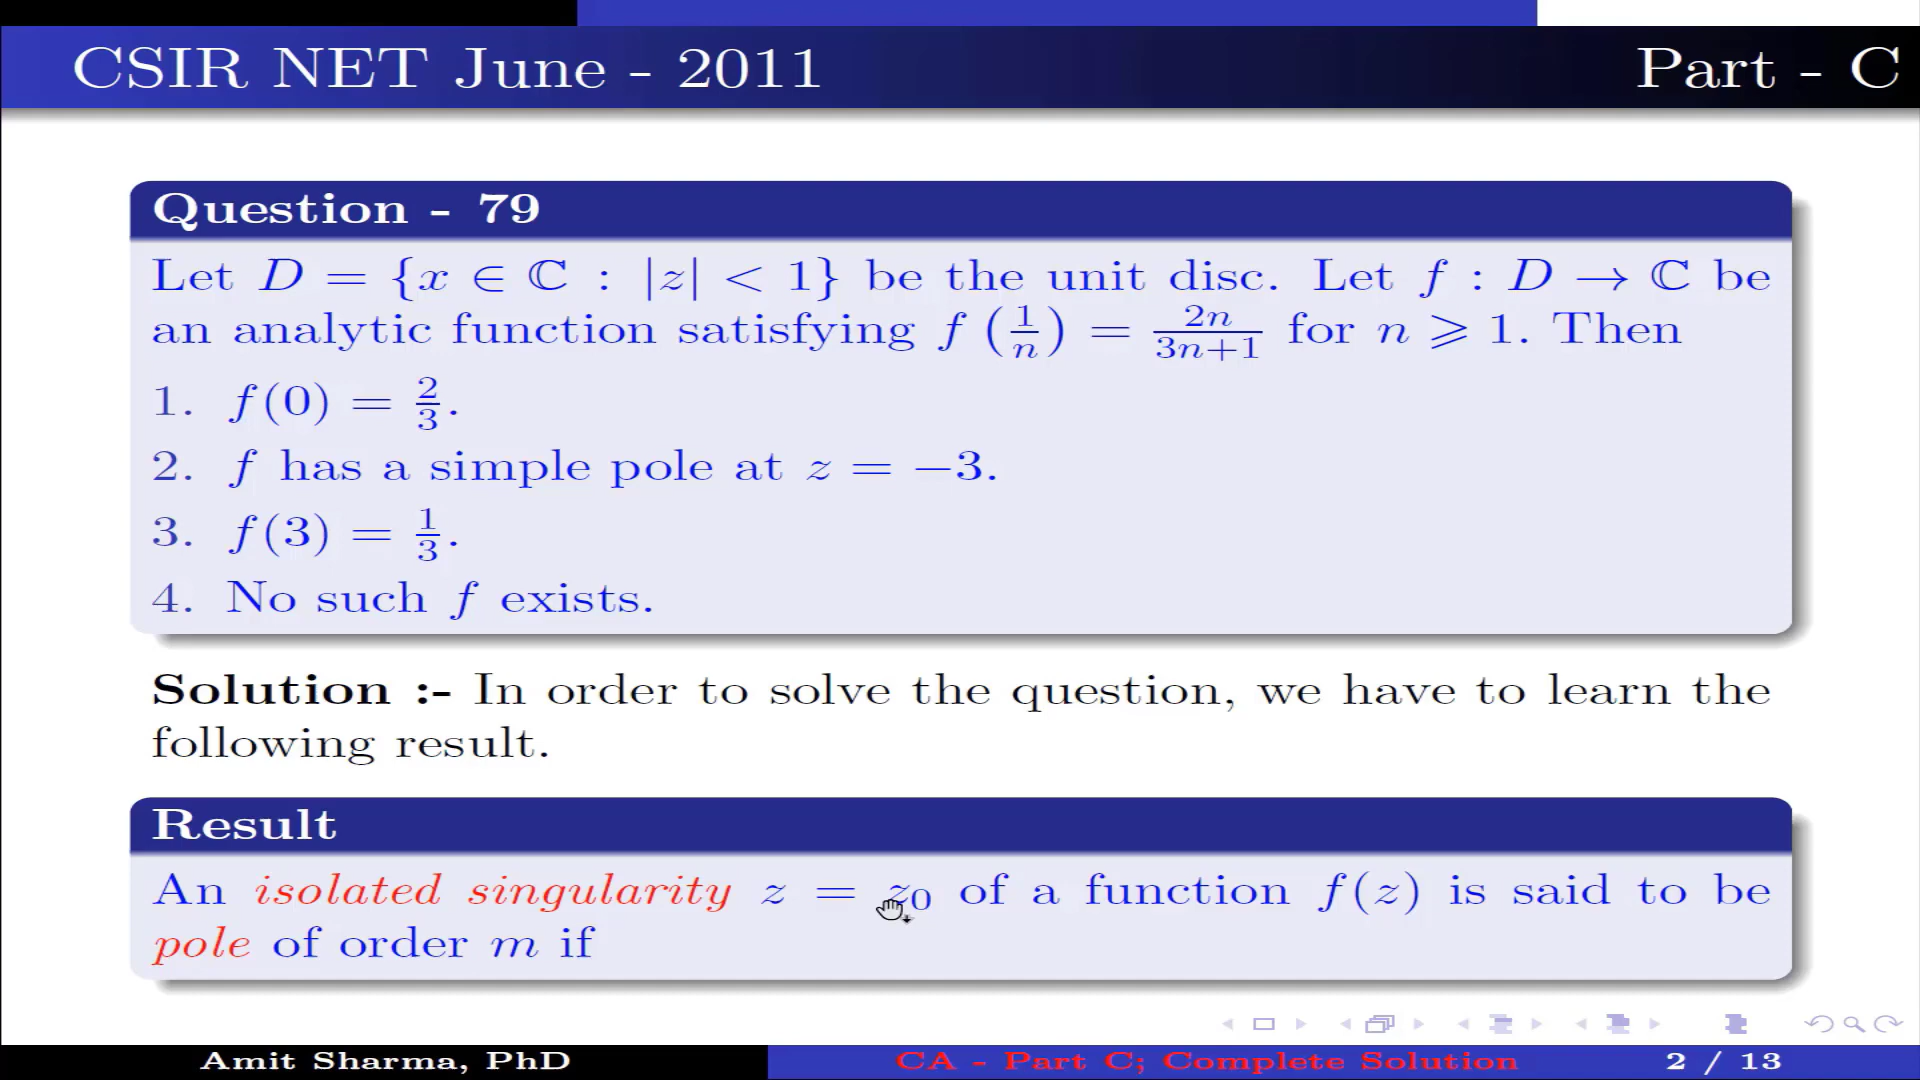 CSIR NET June - 2011 Part - C
Question - 79
Let D = {x ∈ ℂ : |z| < 1} be the unit disc. Let f : D → ℂ be
an analytic function satisfying f (1/n) = 2n/3n+1 for n ⩾ 1. Then
1. f(0) = 2/3.
2. f has a simple pole at z = −3.
3. f(3) = 1/3.
4. No such f exists.
Solution :- In order to solve the question, we have to learn the
following result.
Result
An isolated singularity z = z₀ of a function f(z) is said to be
pole of order m if
Amit Sharma, PhD CA - Part C; Complete Solution 2 / 13